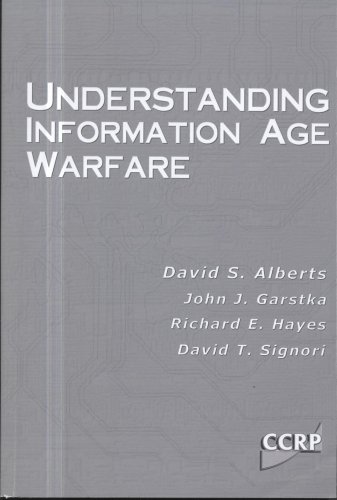 UNDERSTANDING
INFORMATION AGE
WARFARE
David S. Alberts
John J. Garstka
Richard E. Hayes
David T. Signori
CCRP